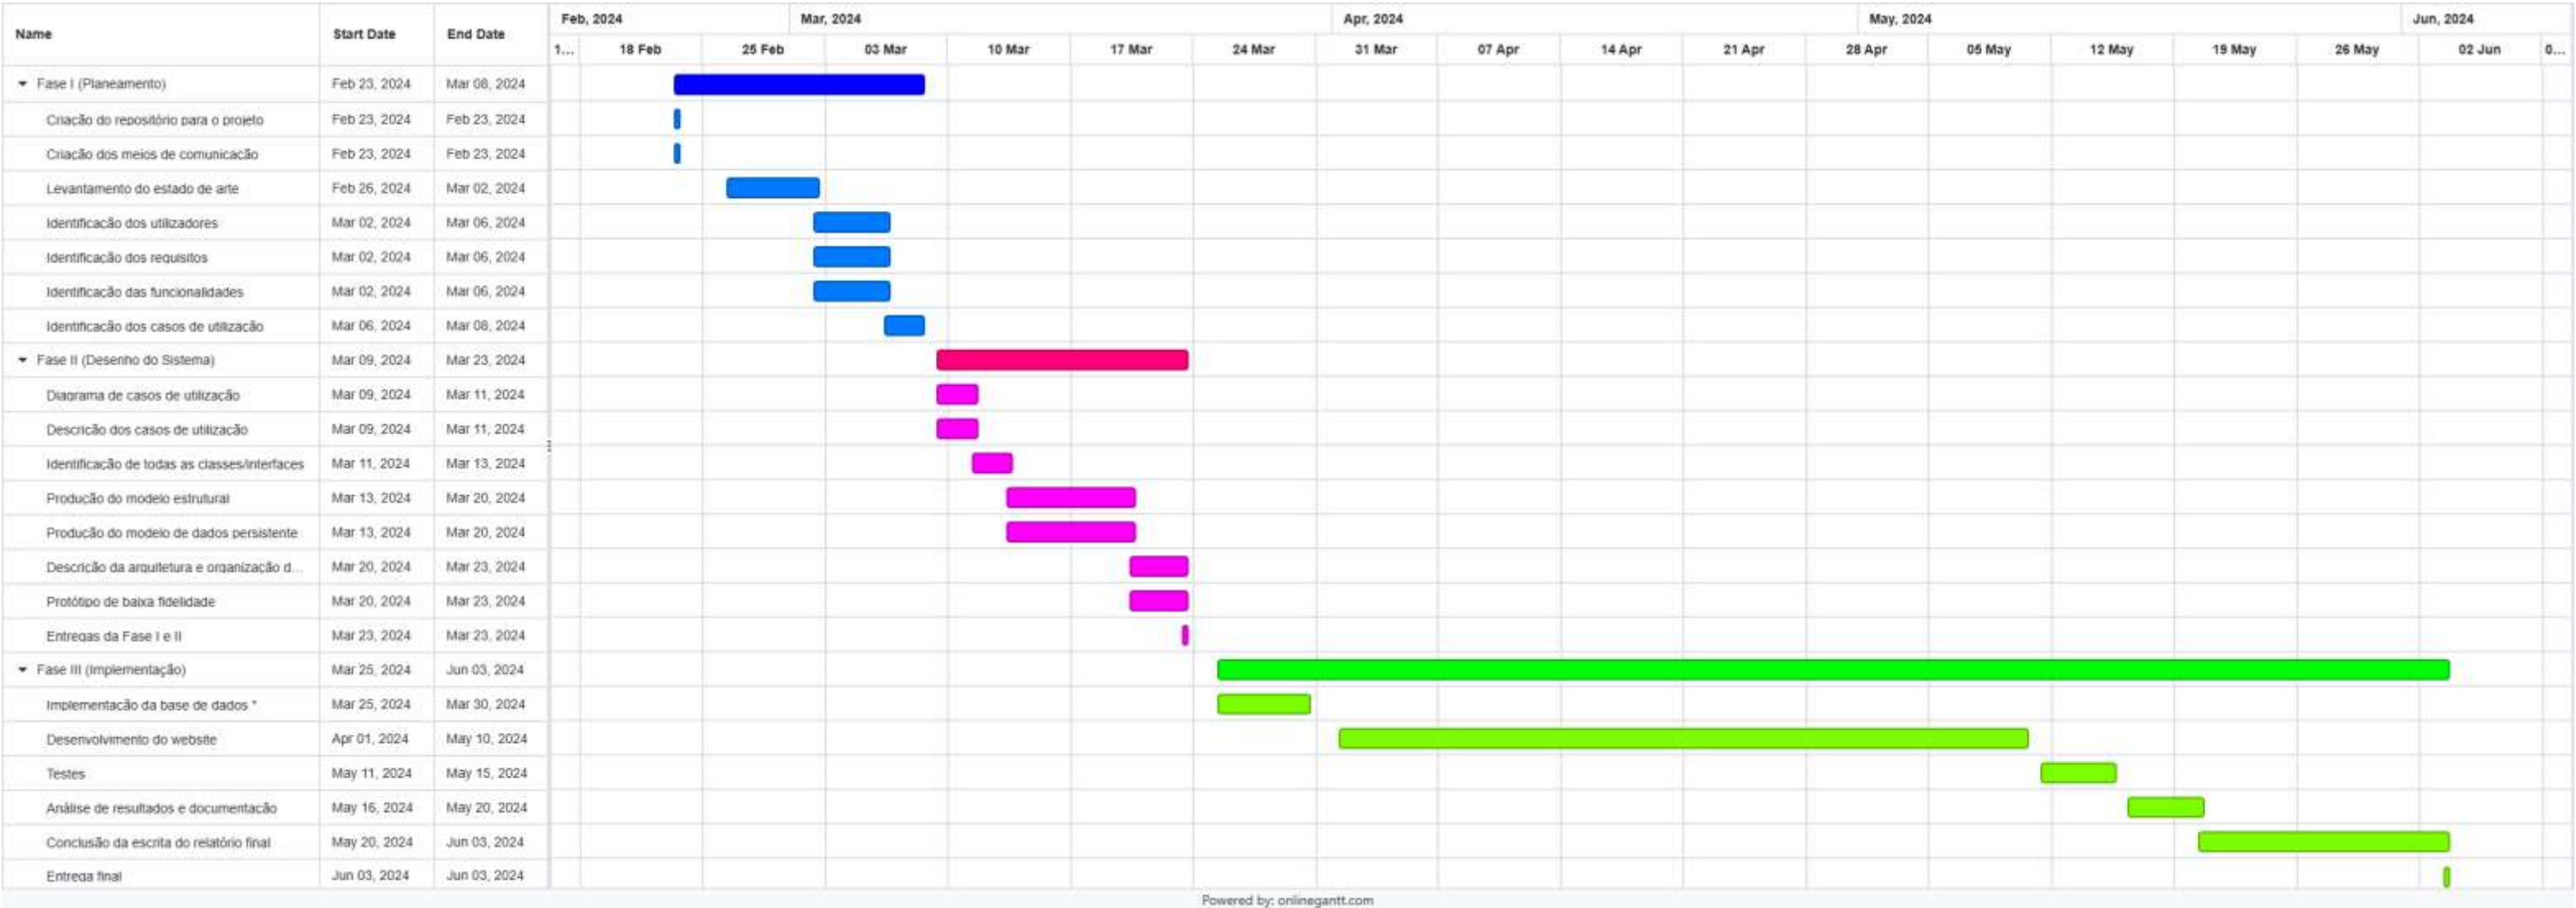 Feb, 2024 Mar, 2024 Apr, 2024 May, 2024 Jun, 2024
Name Start Date End Date
1... 18 Feb 25 Feb 03 Mar 10 Mar 17 Mar 24 Mar 31 Mar 07 Apr 14 Apr 21 Apr 28 Apr 05 May 12 May 19 May 26 May 02 Jun 0...
Fase I (Planeamento) Feb 23, 2024 Mar 08, 2024
Criação do repositório para o projeto Feb 23, 2024 Feb 23, 2024
Criação dos meios de comunicação Feb 23, 2024 Feb 23, 2024
Levantamento do estado de arte Feb 26, 2024 Mar 02, 2024
Identificação dos utilizadores Mar 02, 2024 Mar 06, 2024
Identificação dos requisitos Mar 02, 2024 Mar 06, 2024
Identificação das funcionalidades Mar 02, 2024 Mar 06, 2024
Identificação dos casos de utilização Mar 06, 2024 Mar 08, 2024
Fase II (Desenho do Sistema) Mar 09, 2024 Mar 23, 2024
Diagrama de casos de utilização Mar 09, 2024 Mar 11, 2024
Descrição dos casos de utilização Mar 09, 2024 Mar 11, 2024
Identificação de todas as classes/interfaces Mar 11, 2024 Mar 13, 2024
Produção do modelo estrutural Mar 13, 2024 Mar 20, 2024
Produção do modelo de dados persistente Mar 13, 2024 Mar 20, 2024
Descrição da arquitetura e organização d... Mar 20, 2024 Mar 23, 2024
Protótipo de baixa fidelidade Mar 20, 2024 Mar 23, 2024
Entregas da Fase I e II Mar 23, 2024 Mar 23, 2024
Fase III (Implementação) Mar 25, 2024 Jun 03, 2024
Implementação da base de dados * Mar 25, 2024 Mar 30, 2024
Desenvolvimento do website Apr 01, 2024 May 10, 2024
Testes May 11, 2024 May 15, 2024
Análise de resultados e documentação May 16, 2024 May 20, 2024
Conclusão da escrita do relatório final May 20, 2024 Jun 03, 2024
Entrega final Jun 03, 2024 Jun 03, 2024
Powered by: onlinegantt.com